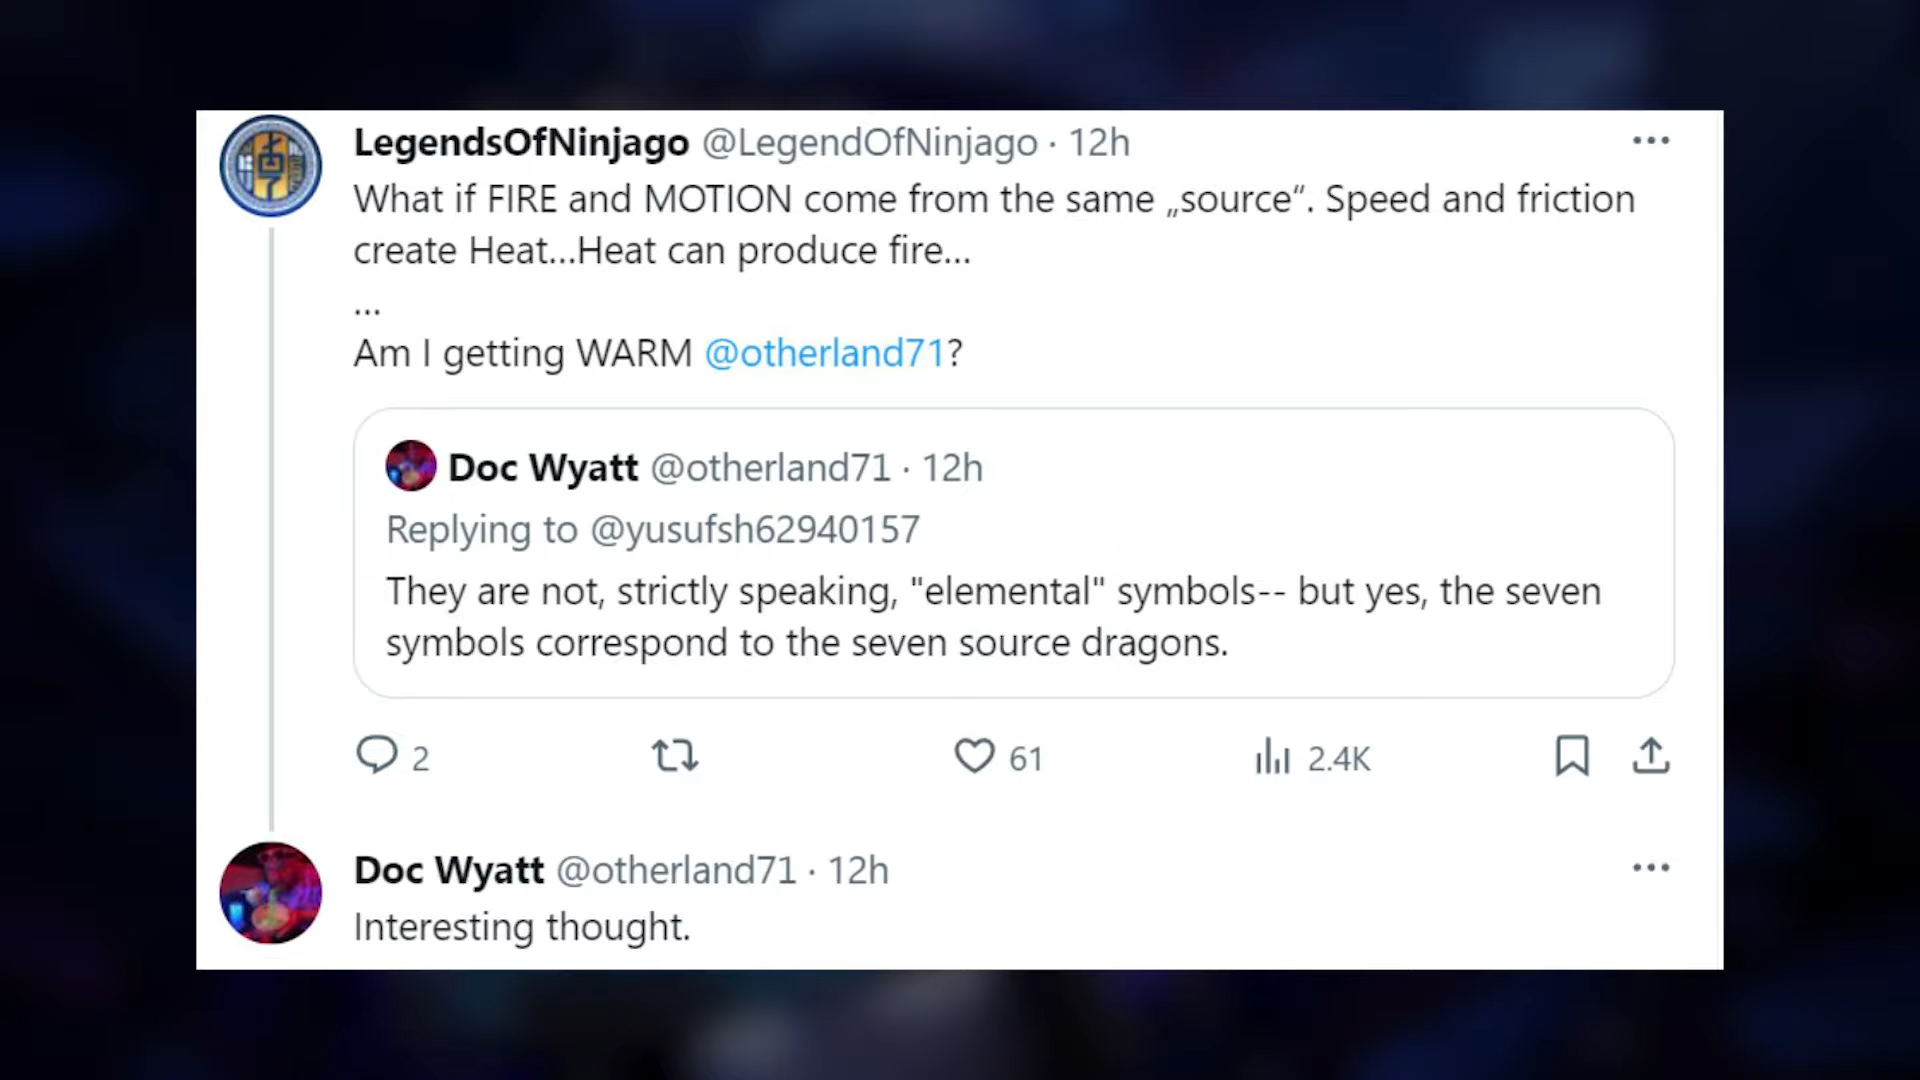 LegendsOfNinjago @LegendOfNinjago · 12h
What if FIRE and MOTION come from the same „source“. Speed and friction
create Heat...Heat can produce fire...
...
Am I getting WARM @otherland71?
Doc Wyatt @otherland71 · 12h
Replying to @yusufsh62940157
They are not, strictly speaking, "elemental" symbols-- but yes, the seven
symbols correspond to the seven source dragons.
2 61 2.4K
Doc Wyatt @otherland71 · 12h
Interesting thought.